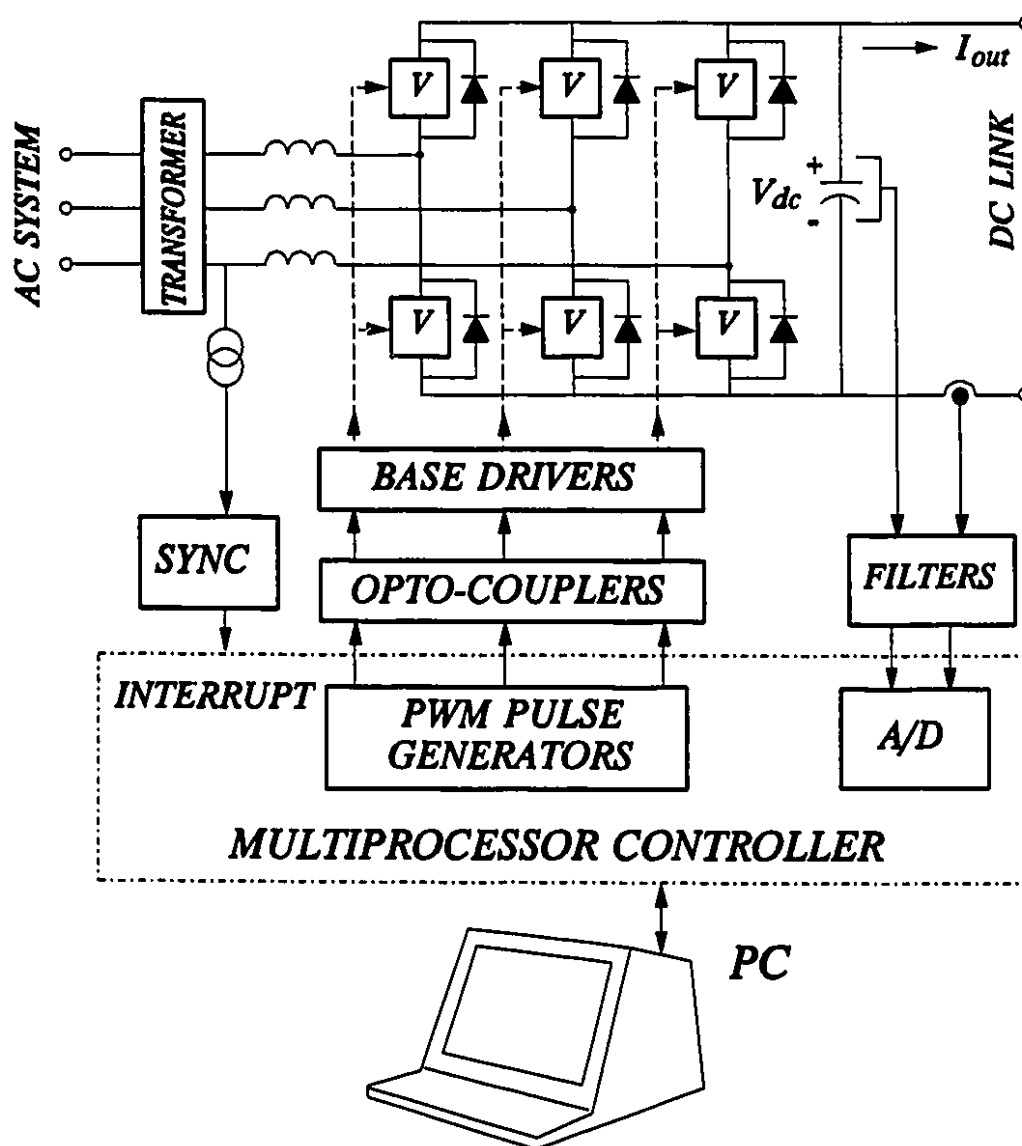 V V V
I_out
AC SYSTEM
TRANSFORMER
+
V_dc
-
DC LINK
V V V
BASE DRIVERS
SYNC
OPTO-COUPLERS
FILTERS
INTERRUPT
PWM PULSE
GENERATORS
A/D
MULTIPROCESSOR CONTROLLER
PC